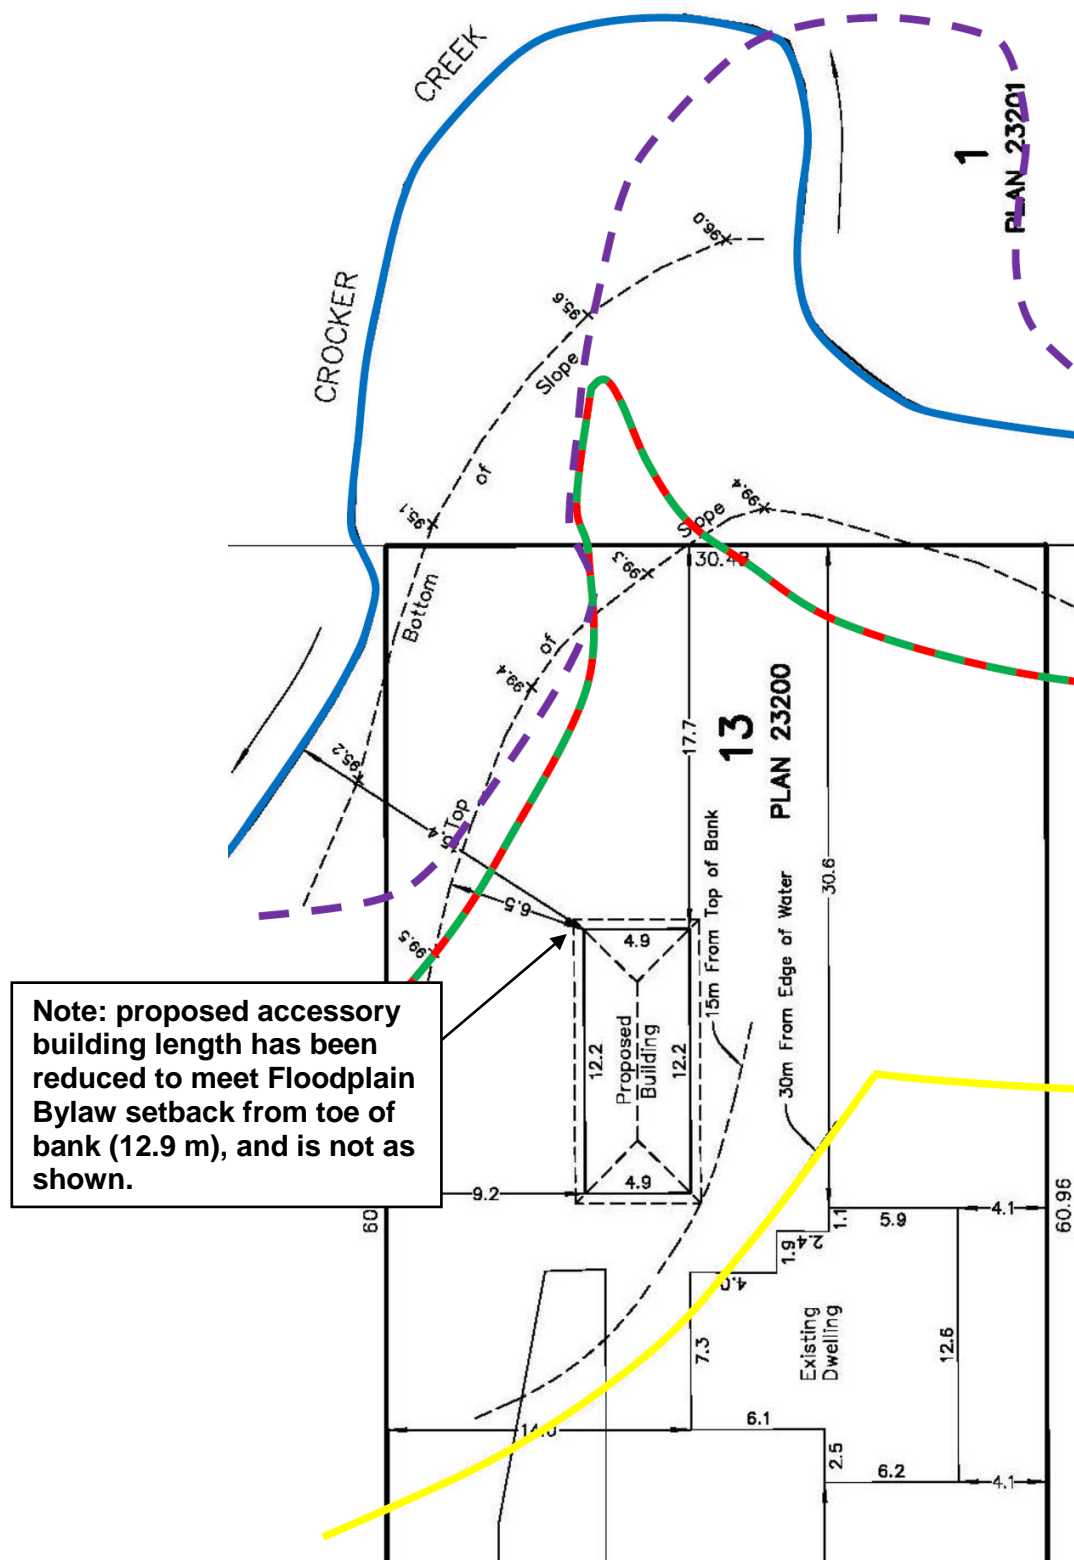 CREEK
CROCKER
1
PLAN 23201
96.0
95.6
Slope
of
95.1
Bottom
95.2
99.4
Slope
99.3
of
99.4
Top
99.5
30.43
17.7
13
PLAN 23200
30.6
15.4
6.5
15m From Top of Bank
30m From Edge of Water
4.9
12.2
Proposed
Building
12.2
4.9
Note: proposed accessory
building length has been
reduced to meet Floodplain
Bylaw setback from toe of
bank (12.9 m), and is not as
shown.
9.2
60
60.96
1.1
5.9
4.1
2.4
1.9
4.0
7.3
Existing
Dwelling
12.6
14.0
6.1
2.5
6.2
4.1